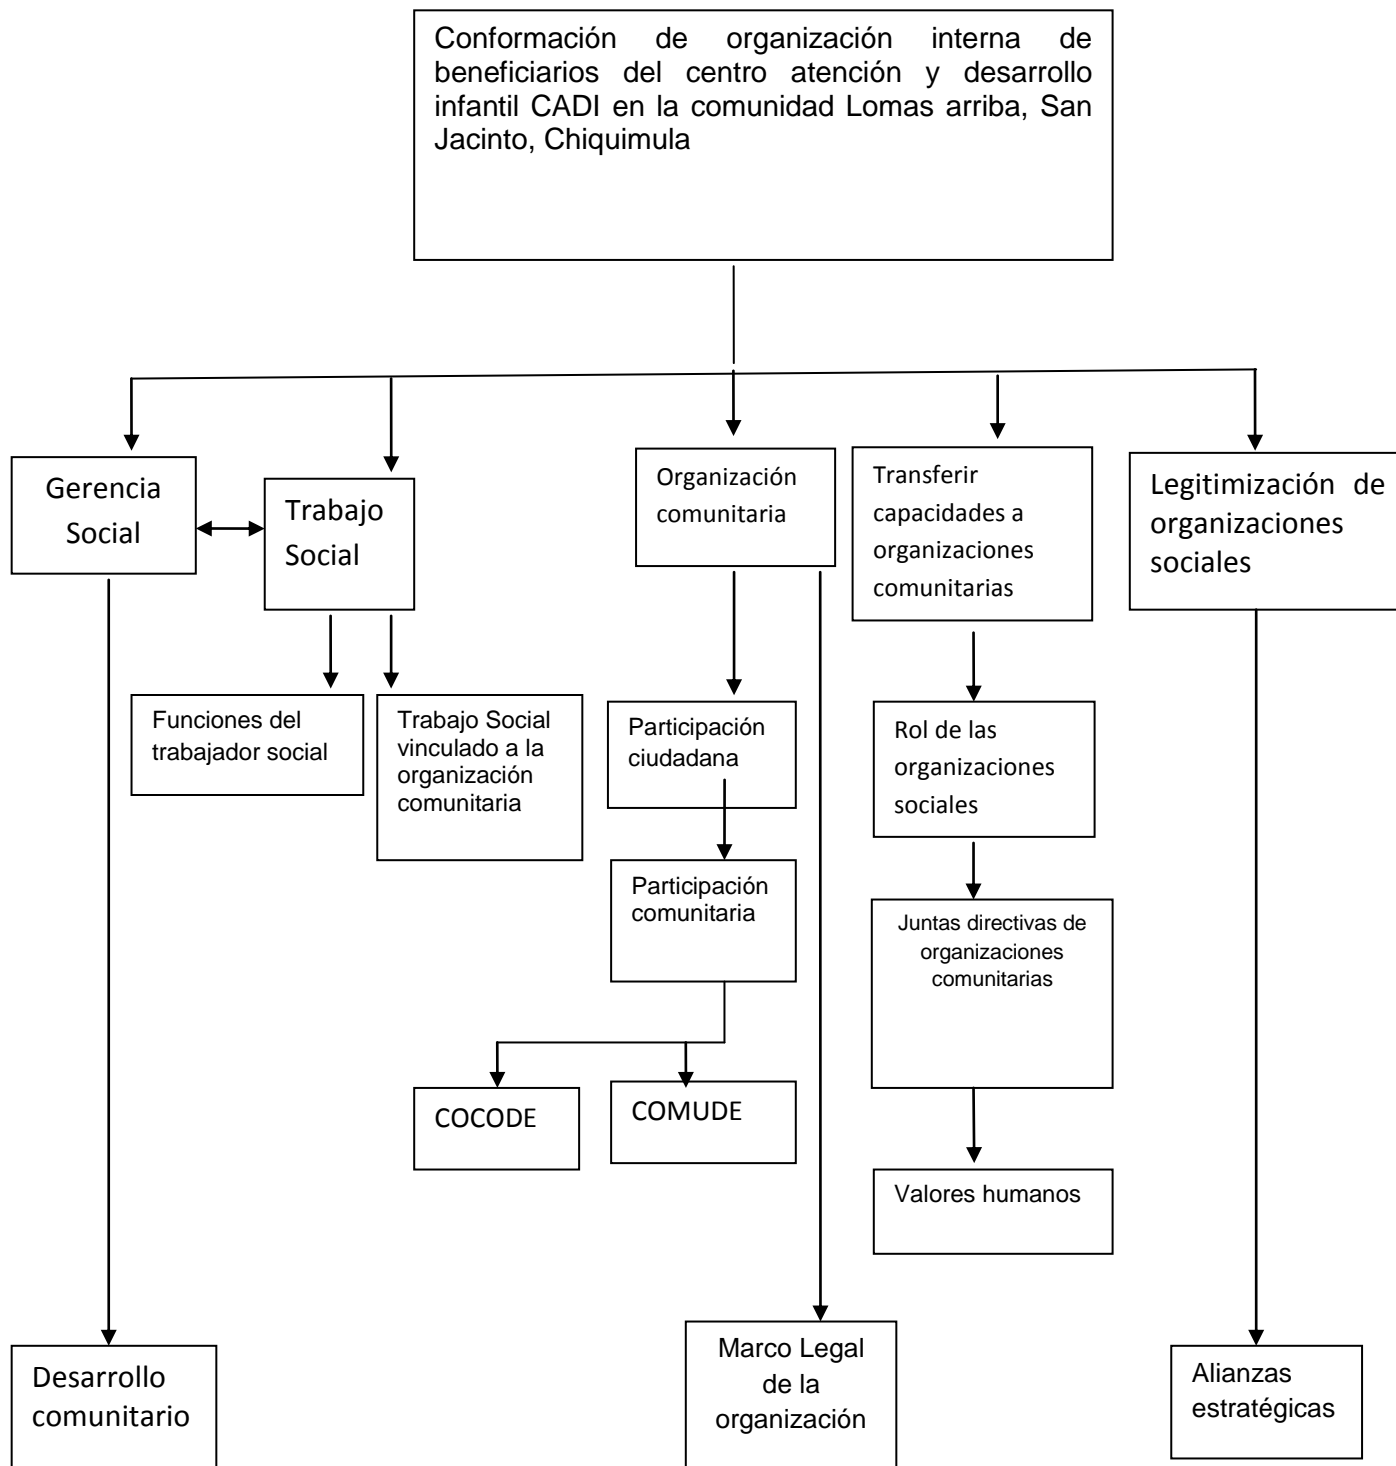 Conformación de organización interna de
beneficiarios del centro atención y desarrollo
infantil CADI en la comunidad Lomas arriba, San
Jacinto, Chiquimula
Gerencia
Social
Trabajo
Social
Organización
comunitaria
Transferir
capacidades a
organizaciones
comunitarias
Legitimización de
organizaciones
sociales
Funciones del
trabajador social
Trabajo Social
vinculado a la
organización
comunitaria
Participación
ciudadana
Rol de las
organizaciones
sociales
Participación
comunitaria
Juntas directivas de
organizaciones
comunitarias
COCODE
COMUDE
Valores humanos
Desarrollo
comunitario
Marco Legal
de la
organización
Alianzas
estratégicas